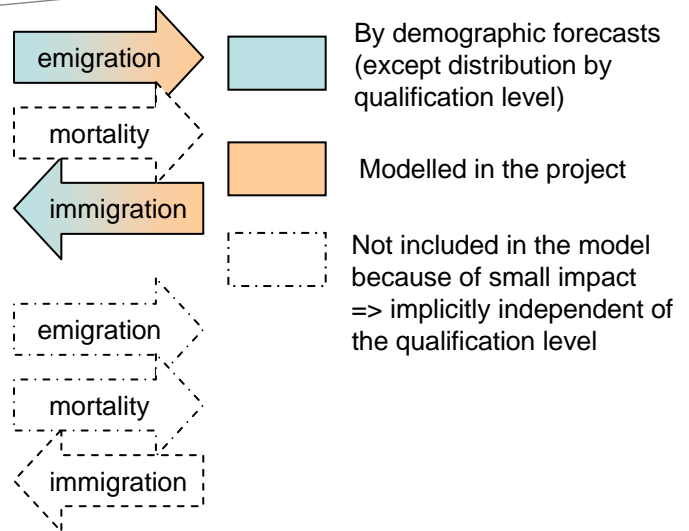 emigration
mortality
immigration
emigration
mortality
immigration
By demographic forecasts
(except distribution by
qualification level)
Modelled in the project
Not included in the model
because of small impact
=> implicitly independent of
the qualification level